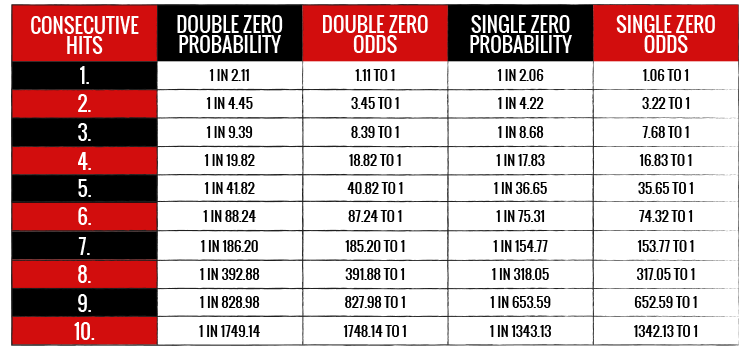 CONSECUTIVE HITS DOUBLE ZERO PROBABILITY DOUBLE ZERO ODDS SINGLE ZERO PROBABILITY SINGLE ZERO ODDS
1. 1 IN 2.11 1.11 TO 1 1 IN 2.06 1.06 TO 1
2. 1 IN 4.45 3.45 TO 1 1 IN 4.22 3.22 TO 1
3. 1 IN 9.39 8.39 TO 1 1 IN 8.68 7.68 TO 1
4. 1 IN 19.82 18.82 TO 1 1 IN 17.83 16.83 TO 1
5. 1 IN 41.82 40.82 TO 1 1 IN 36.65 35.65 TO 1
6. 1 IN 88.24 87.24 TO 1 1 IN 75.31 74.32 TO 1
7. 1 IN 186.20 185.20 TO 1 1 IN 154.77 153.77 TO 1
8. 1 IN 392.88 391.88 TO 1 1 IN 318.05 317.05 TO 1
9. 1 IN 828.98 827.98 TO 1 1 IN 653.59 652.59 TO 1
10. 1 IN 1749.14 1748.14 TO 1 1 IN 1343.13 1342.13 TO 1